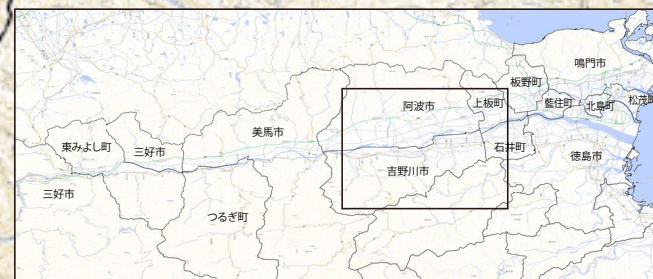 鳴門市
板野町
松茂
阿波市
上板町
藍住町
北島町
美馬市
東みよし町
三好市
石井町
徳島市
吉野川市
三好市
つるぎ町